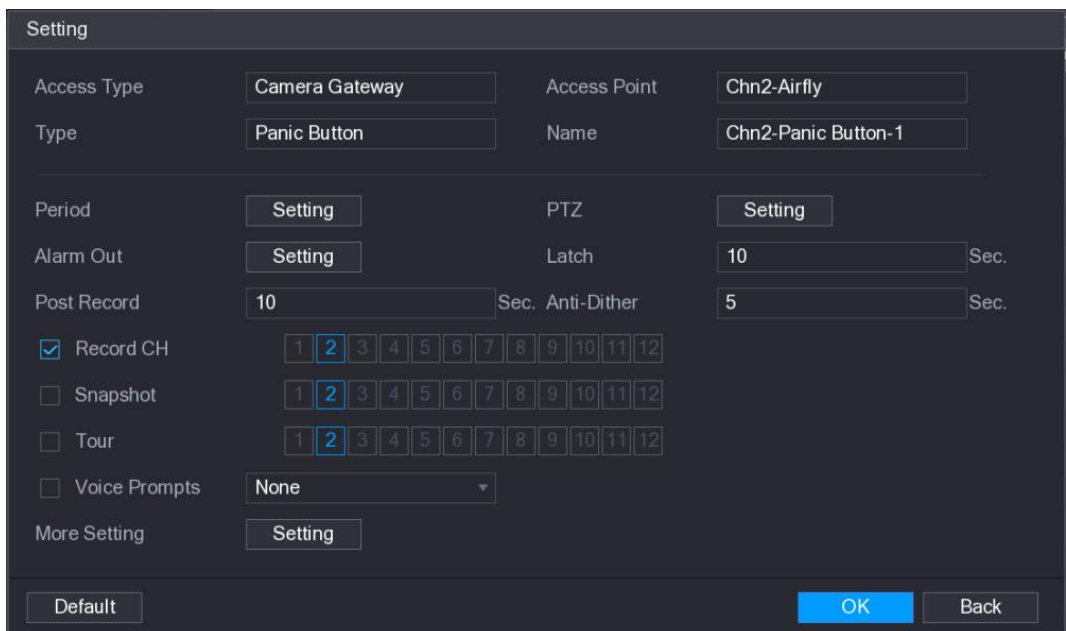 Setting
Access Type Camera Gateway Access Point Chn2-Airfly
Type Panic Button Name Chn2-Panic Button-1
Period Setting PTZ Setting
Alarm Out Setting Latch 10 Sec.
Post Record 10 Sec. Anti-Dither 5 Sec.
Record CH 1 2 3 4 5 6 7 8 9 10 11 12
Snapshot 1 2 3 4 5 6 7 8 9 10 11 12
Tour 1 2 3 4 5 6 7 8 9 10 11 12
Voice Prompts None
More Setting Setting
Default OK Back